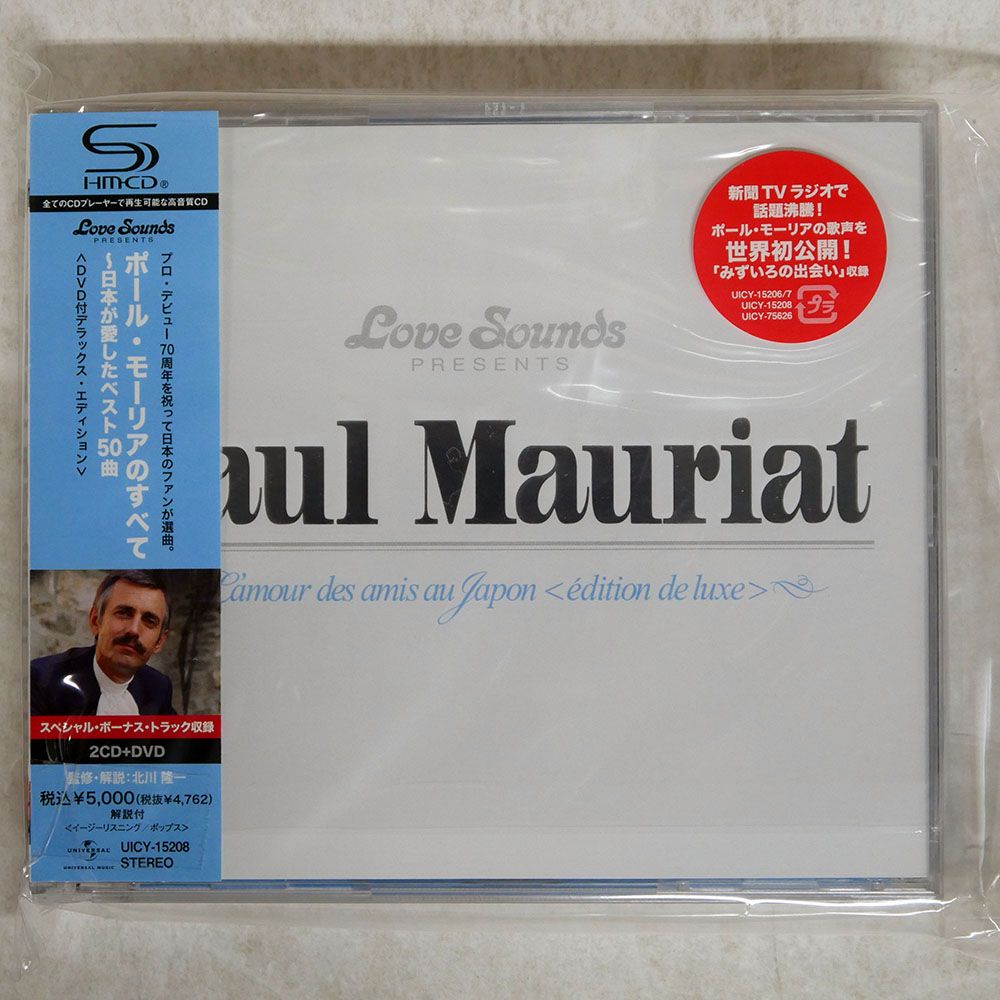 SHM-CD®
全てのCDプレーヤーで再生可能な高音質CD
Love Sounds
PRESENTS
プロ・デビュー70周年を祝って日本のファンが選曲。
ポール・モーリアのすべて
〜日本が愛したベスト50曲
<DVD付デラックス・エディション>
スペシャル・ボーナス・トラック収録
2CD+DVD
監修・解説:北川 隆一
税込¥5,000(税抜¥4,762)
解説付
<イージーリスニング/ポップス>
UNIVERSAL
UNIVERSAL MUSIC
UICY-15208
STEREO
新聞TVラジオで
話題沸騰!
ポール・モーリアの歌声を
世界初公開!
「みずいろの出会い」収録
UICY-15206/7
UICY-15208
UICY-75626
プラ
Love Sounds
PRESENTS
aul Mauriat
L'amour des amis au Japon <édition de luxe>